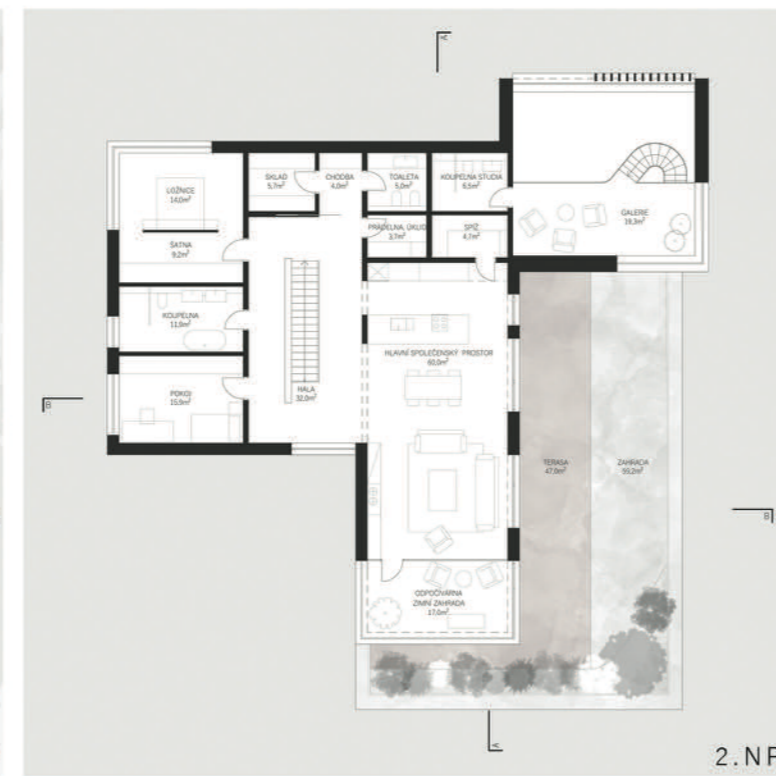 A
LOŽNICE
14,0m²
SKLAD
5,7m²
CHODBA
4,0m²
TOALETA
5,0m²
KOUPELNA STUDIA
6,5m²
PRÁDELNA, ÚKLID
3,7m²
SPÍŽ
4,7m²
GALERIE
19,3m²
ŠATNA
9,2m²
KOUPELNA
11,9m²
POKOJ
15,9m²
HALA
32,0m²
HLAVNÍ SPOLEČENSKÝ PROSTOR
60,0m²
B
TERASA
47,0m²
ZAHRADA
59,2m²
B
ODPOČÍVÁRNA
ZIMNÍ ZAHRADA
17,0m²
A
2.NP